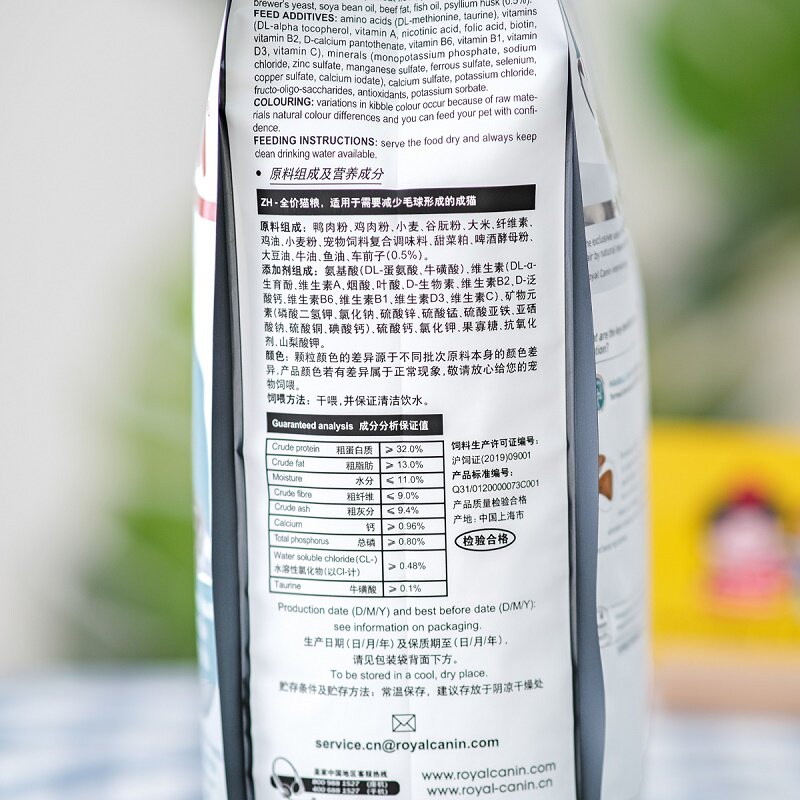 brewer's yeast, soya bean oil, beef fat, fish oil, psyllium husk (0.5%).
FEED ADDITIVES: amino acids (DL-methionine, taurine), vitamins
(DL-alpha tocopherol, vitamin A, nicotinic acid, folic acid, biotin,
vitamin B2, D-calcium pantothenate, vitamin B6, vitamin B1, vitamin
D3, vitamin C), minerals (monopotassium phosphate, sodium
chloride, zinc sulfate, manganese sulfate, ferrous sulfate, selenium,
copper sulfate, calcium iodate), calcium sulfate, potassium chloride,
fructo-oligo-saccharides, antioxidants, potassium sorbate.
COLOURING: variations in kibble colour occur because of raw mate-
rials natural colour differences and you can feed your pet with confi-
dence.
FEEDING INSTRUCTIONS: serve the food dry and always keep
clean drinking water available.
• 原料组成及营养成分
ZH - 全价猫粮，适用于需要减少毛球形成的成猫
原料组成：鸭肉粉、鸡肉粉、小麦、谷朊粉、大米、纤维素、
鸡油、小麦粉、宠物饲料复合调味料、甜菜粕、啤酒酵母粉、
大豆油、牛油、鱼油、车前子(0.5%)。
添加剂组成：氨基酸(DL-蛋氨酸、牛磺酸)、维生素(DL-α-
生育酚、维生素A、烟酸、叶酸、D-生物素、维生素B2、D-泛
酸钙、维生素B6、维生素B1、维生素D3、维生素C)、矿物元
素(磷酸二氢钾、氯化钠、硫酸锌、硫酸锰、硫酸亚铁、亚硒
酸钠、硫酸铜、碘酸钙)、硫酸钙、氯化钾、果寡糖、抗氧化
剂、山梨酸钾。
颜色：颗粒颜色的差异源于不同批次原料本身的颜色差
异，产品颜色若有差异属于正常现象，敬请放心给您的宠
物饲喂。
饲喂方法：干喂，并保证清洁饮水。
Guaranteed analysis 成分分析保证值
Crude protein 粗蛋白质 ≥ 32.0%
Crude fat 粗脂肪 ≥ 13.0%
Moisture 水分 ≤ 11.0%
Crude fibre 粗纤维 ≤ 9.0%
Crude ash 粗灰分 ≤ 9.4%
Calcium 钙 ≥ 0.96%
Total phosphorus 总磷 ≥ 0.80%
Water soluble chloride (CL-)
水溶性氯化物(以Cl-计) ≥ 0.48%
Taurine 牛磺酸 ≥ 0.1%
饲料生产许可证编号：
沪饲证(2019)09001
产品标准编号：
Q31/0120000073C001
产品质量检验合格
产地：中国上海市
检验合格
Production date (D/M/Y) and best before date (D/M/Y):
see information on packaging.
生产日期(日/月/年)及保质期至(日/月/年)，
请见包装袋背面下方。
To be stored in a cool, dry place.
贮存条件及贮存方法：常温保存，建议存放于阴凉干燥处
service.cn@royalcanin.com
皇家中国地区客服热线
800 988 1527 (座机)
400 688 1527 (手机)
www.royalcanin.com
www.royal-canin.cn